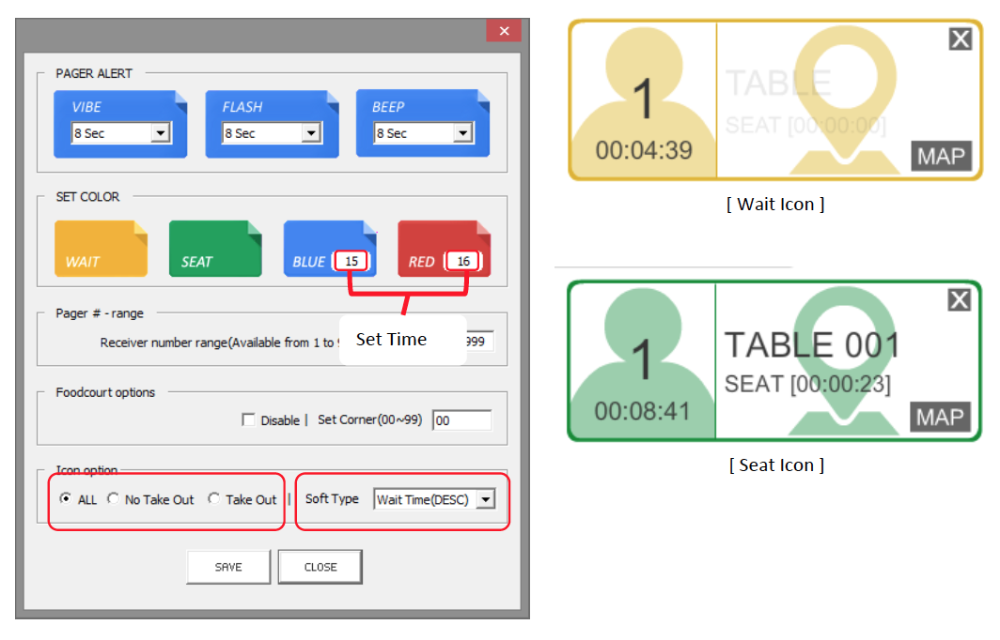 PAGER ALERT
VIBE
8 Sec
FLASH
8 Sec
BEEP
8 Sec
SET COLOR
WAIT
SEAT
BLUE 15
RED 16
Set Time
Pager # - range
Receiver number range(Available from 1 to
999
Foodcourt options
Disable | Set Corner(00~99) 00
Icon option
ALL No Take Out Take Out | Soft Type Wait Time(DESC)
SAVE CLOSE
X
1
00:04:39
TABLE
SEAT [00:00:00]
MAP
[ Wait Icon ]
X
1
00:08:41
TABLE 001
SEAT [00:00:23]
MAP
[ Seat Icon ]